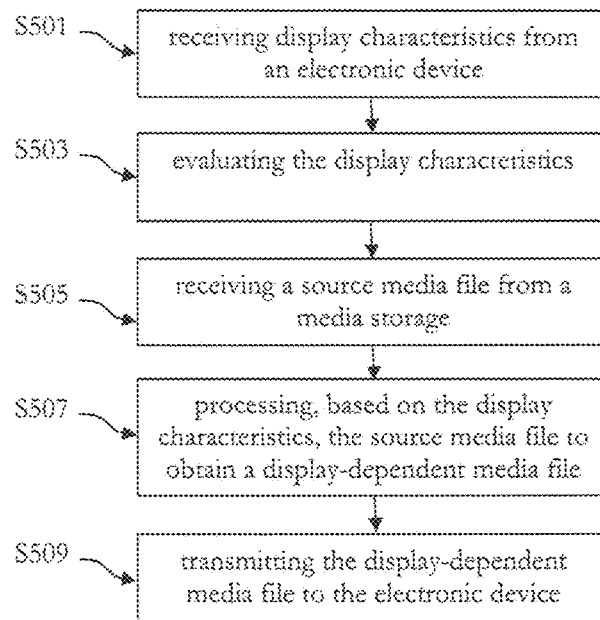 S501
receiving display characteristics from
an electronic device
S503
evaluating the display characteristics
S505
receiving a source media file from a
media storage
S507
processing, based on the display
characteristics, the source media file to
obtain a display-dependent media file
S509
transmitting the display-dependent
media file to the electronic device